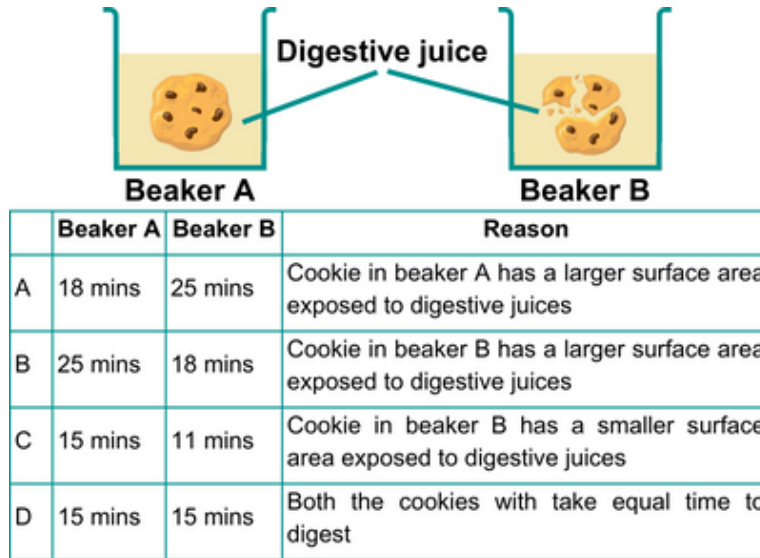 Digestive juice
Beaker A Beaker B
Beaker A Beaker B Reason
A 18 mins 25 mins Cookie in beaker A has a larger surface area
exposed to digestive juices
B 25 mins 18 mins Cookie in beaker B has a larger surface area
exposed to digestive juices
C 15 mins 11 mins Cookie in beaker B has a smaller surface
area exposed to digestive juices
D 15 mins 15 mins Both the cookies with take equal time to
digest